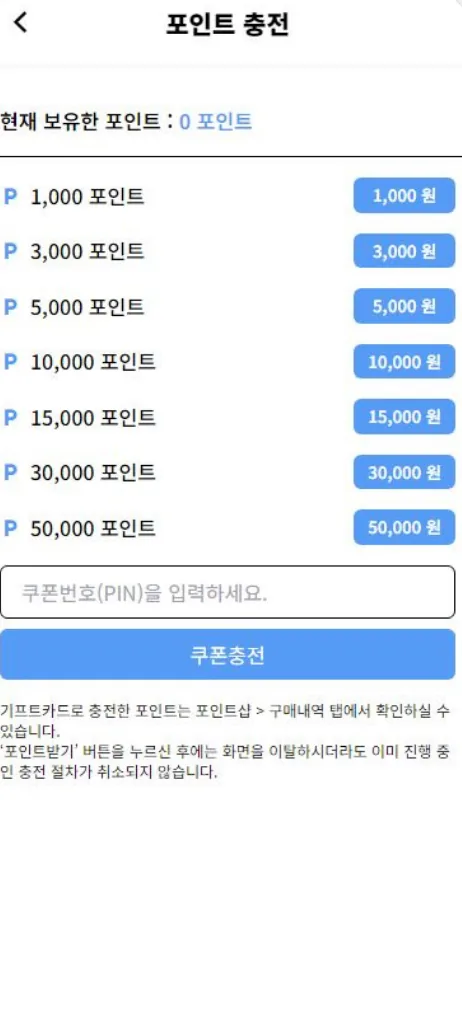 포인트 충전
현재 보유한 포인트 : 0 포인트
P 1,000 포인트 1,000 원
P 3,000 포인트 3,000 원
P 5,000 포인트 5,000 원
P 10,000 포인트 10,000 원
P 15,000 포인트 15,000 원
P 30,000 포인트 30,000 원
P 50,000 포인트 50,000 원
쿠폰번호(PIN)을 입력하세요.
쿠폰충전
기프트카드로 충전한 포인트는 포인트샵 > 구매내역 탭에서 확인하실 수
있습니다.
‘포인트받기’ 버튼을 누르신 후에는 화면을 이탈하시더라도 이미 진행 중
인 충전 절차가 취소되지 않습니다.